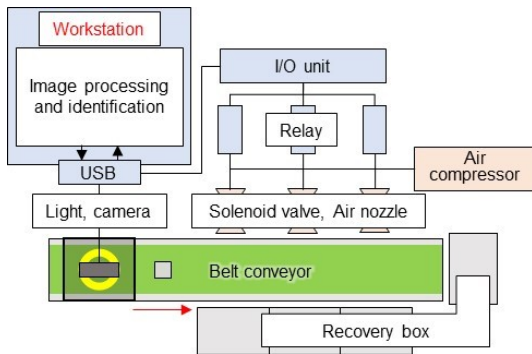 Workstation
Image processing
and identification
I/O unit
Relay
USB
Air
compressor
Light, camera
Solenoid valve, Air nozzle
Belt conveyor
Recovery box